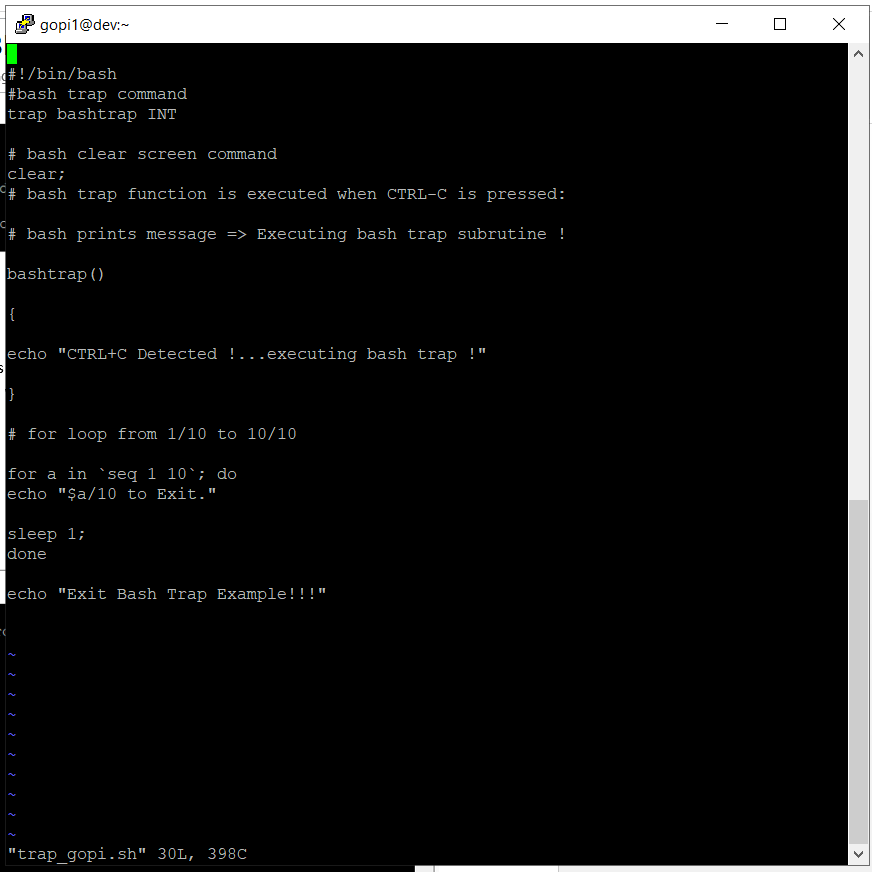 gopi1@dev:~
#!/bin/bash
#bash trap command
trap bashtrap INT
# bash clear screen command
clear;
# bash trap function is executed when CTRL-C is pressed:
# bash prints message => Executing bash trap subrutine !
bashtrap()
{
echo "CTRL+C Detected !...executing bash trap !"
}
# for loop from 1/10 to 10/10
for a in `seq 1 10`; do
echo "$a/10 to Exit."
sleep 1;
done
echo "Exit Bash Trap Example!!!"
~
~
~
~
~
~
~
~
~
~
"trap_gopi.sh" 30L, 398C